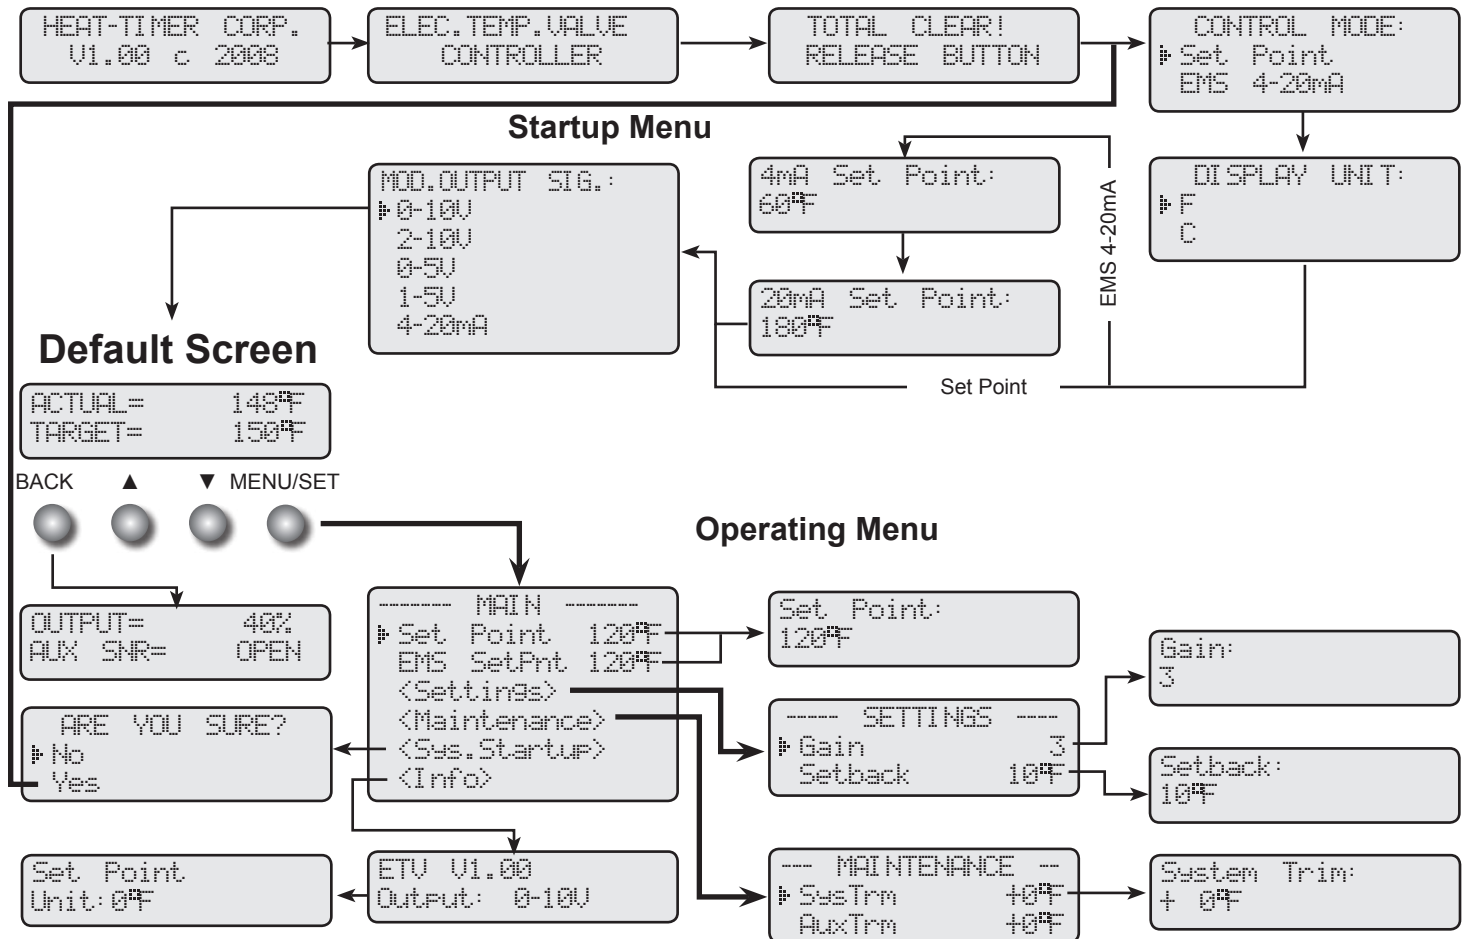 HEAT-TIMER CORP.
V1.00 c 2008
ELEC.TEMP.VALVE
CONTROLLER
TOTAL CLEAR!
RELEASE BUTTON
CONTROL MODE:
Set Point
EMS 4-20mA
Startup Menu
MOD.OUTPUT SIG.:
0-10V
2-10V
0-5V
1-5V
4-20mA
4mA Set Point:
60°F
20mA Set Point:
180°F
EMS 4-20mA
DISPLAY UNIT:
F
C
Set Point
Default Screen
ACTUAL= 148°F
TARGET= 150°F
BACK ▲ ▼ MENU/SET
Operating Menu
OUTPUT= 40%
AUX SNR= OPEN
ARE YOU SURE?
No
Yes
------- MAIN -------
Set Point 120°F
EMS SetPnt 120°F
<Settings>
<Maintenance>
<Sys.Startup>
<Info>
Set Point:
120°F
----- SETTINGS ----
Gain 3
Setback 10°F
Gain:
3
Setback:
10°F
Set Point
Unit:0°F
ETV V1.00
Output: 0-10V
--- MAINTENANCE --
SysTrm +0°F
AuxTrm +0°F
System Trim:
+ 0°F